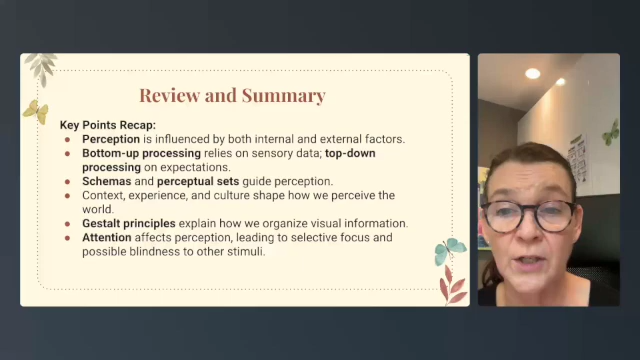 Review and Summary
Key Points Recap:
● Perception is influenced by both internal and external factors.
● Bottom-up processing relies on sensory data; top-down
processing on expectations.
● Schemas and perceptual sets guide perception.
● Context, experience, and culture shape how we perceive the
world.
● Gestalt principles explain how we organize visual information.
● Attention affects perception, leading to selective focus and
possible blindness to other stimuli.